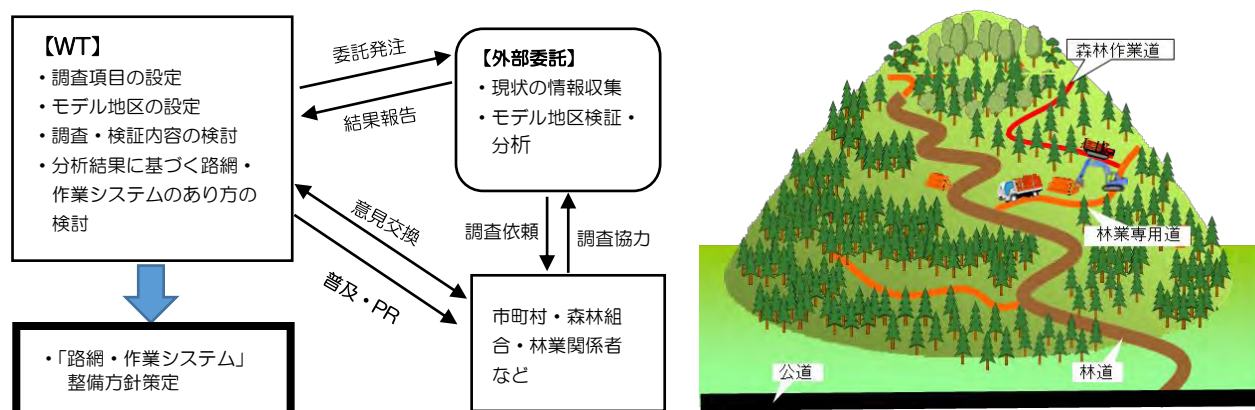 【WT】
・調査項目の設定
・モデル地区の設定
・調査・検証内容の検討
・分析結果に基づく路網・
作業システムのあり方の
検討
委託発注
結果報告
【外部委託】
・現状の情報収集
・モデル地区検証・
分析
意見交換
普及・PR
調査依頼
調査協力
・「路網・作業システム」
整備方針策定
市町村・森林組
合・林業関係者
など
森林作業道
林業専用道
林道
公道